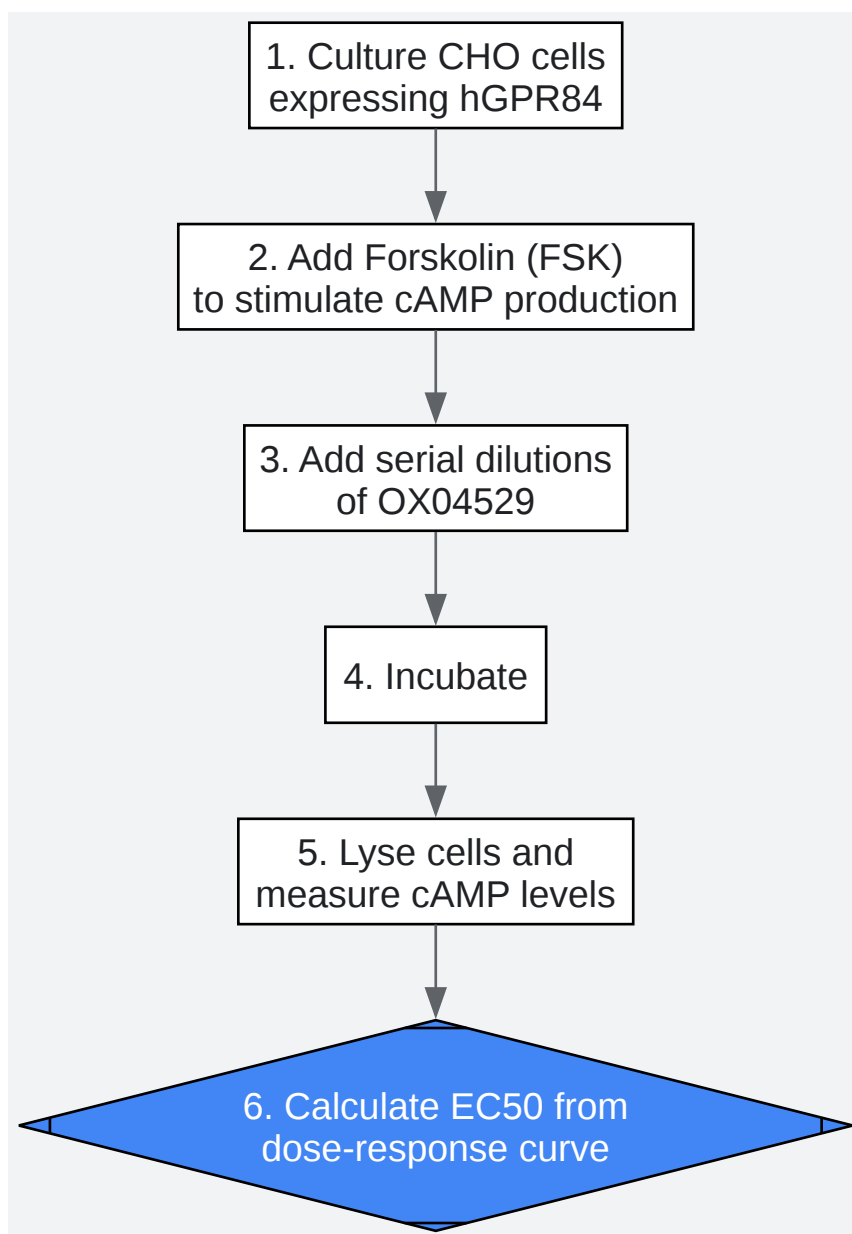 1. Culture CHO cells
expressing hGPR84
2. Add Forskolin (FSK)
to stimulate cAMP production
3. Add serial dilutions
of OX04529
4. Incubate
5. Lyse cells and
measure cAMP levels
6. Calculate EC50 from
dose-response curve